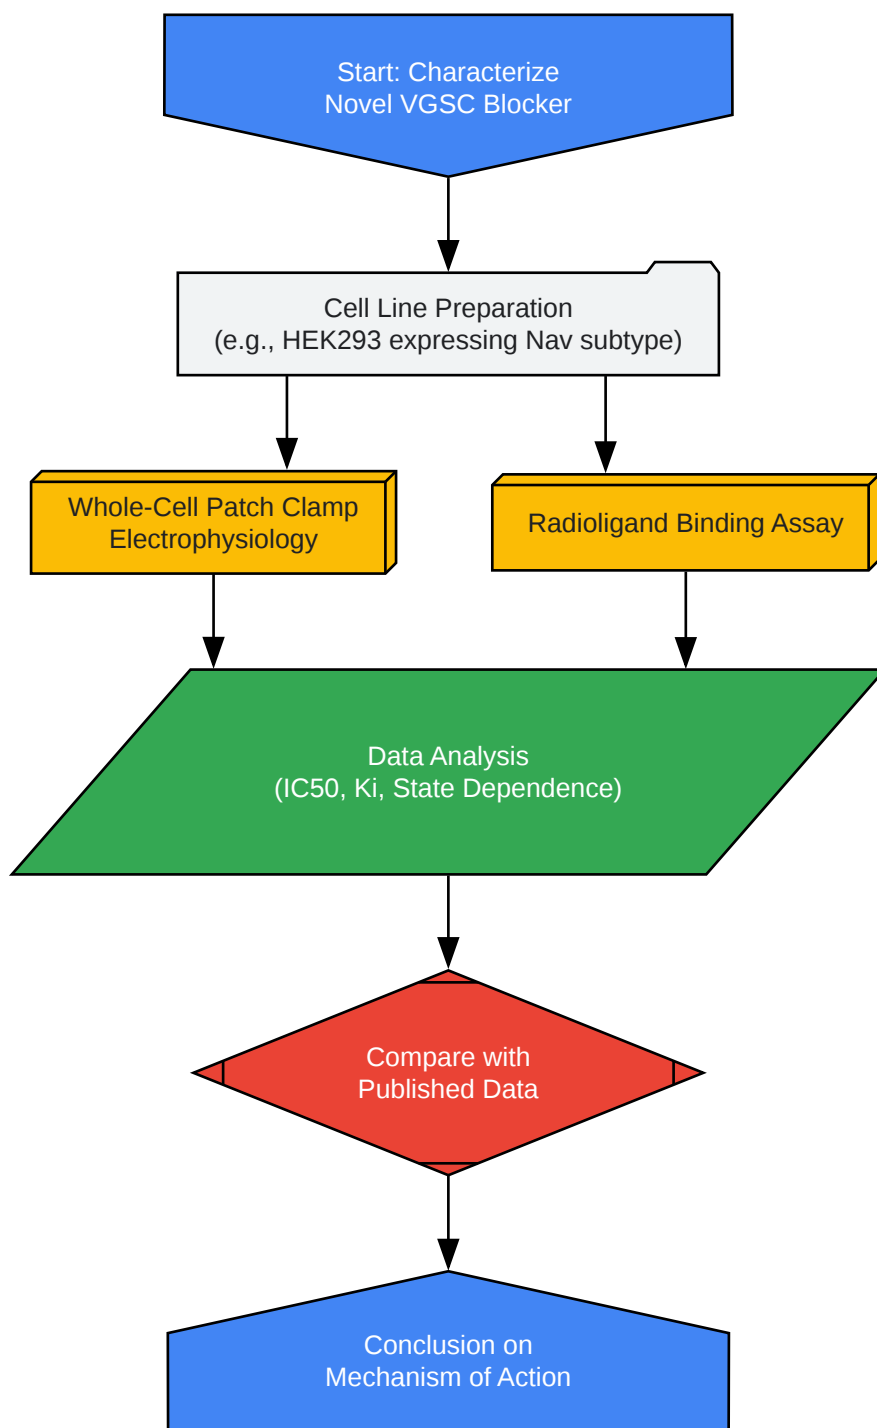 Start: Characterize
Novel VGSC Blocker
Cell Line Preparation
(e.g., HEK293 expressing Nav subtype)
Whole-Cell Patch Clamp
Electrophysiology
Radioligand Binding Assay
Data Analysis
(IC50, Ki, State Dependence)
Compare with
Published Data
Conclusion on
Mechanism of Action